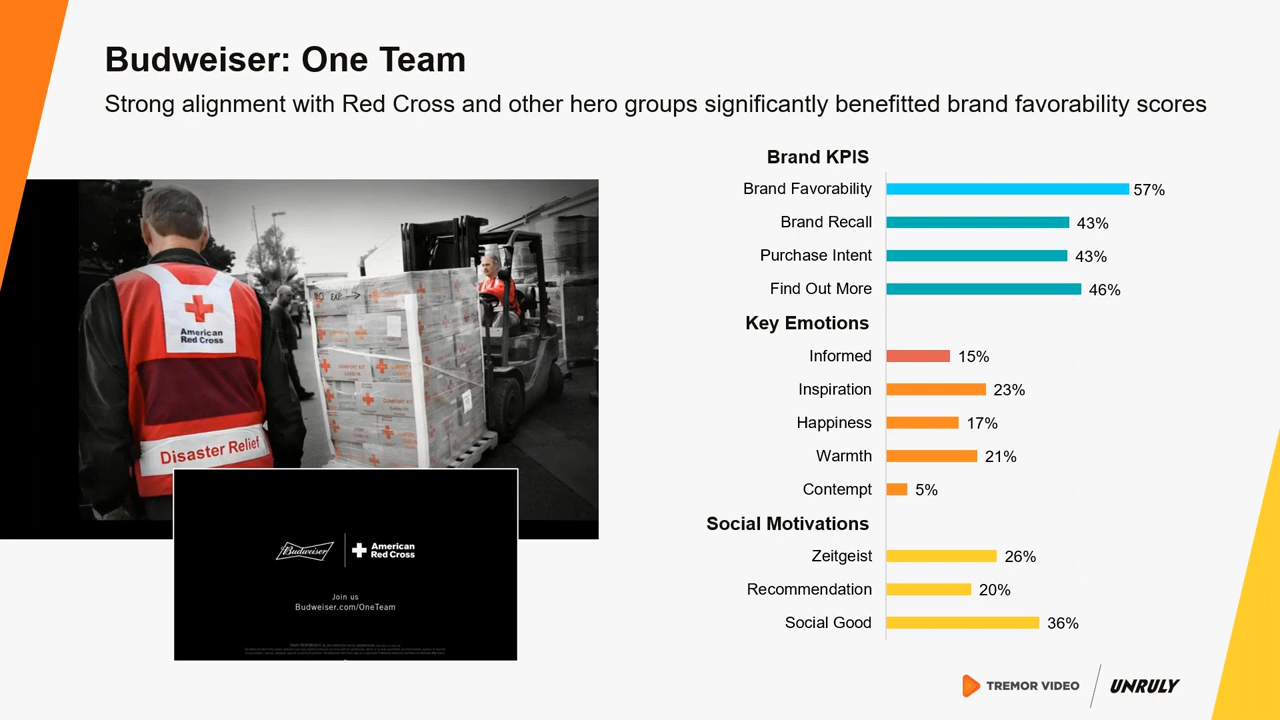 Budweiser: One Team
Strong alignment with Red Cross and other hero groups significantly benefitted brand favorability scores
American
Red Cross
Disaster Relief
NO EXP
Budweiser
American
Red Cross
Join us
Budweiser.com/OneTeam
Brand KPIS
Brand Favorability 57%
Brand Recall 43%
Purchase Intent 43%
Find Out More 46%
Key Emotions
Informed 15%
Inspiration 23%
Happiness 17%
Warmth 21%
Contempt 5%
Social Motivations
Zeitgeist 26%
Recommendation 20%
Social Good 36%
TREMOR VIDEO
UNRULY